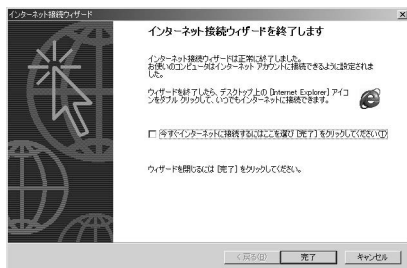 インターネット接続ウィザード
インターネット接続ウィザードを終了します
インターネット接続ウィザードは正常に終了しました。
お使いのコンピュータはインターネット アカウントに接続できるように設定されま
した。
ウィザードを終了したら、デスクトップ上の [Internet Explorer] アイコ
ンをダブル クリックして、いつでもインターネットに接続できます。
今すぐインターネットに接続するにはここを選び [完了] をクリックしてください(T)
ウィザードを閉じるには [完了] をクリックしてください。
< 戻る(B)
完了
キャンセル